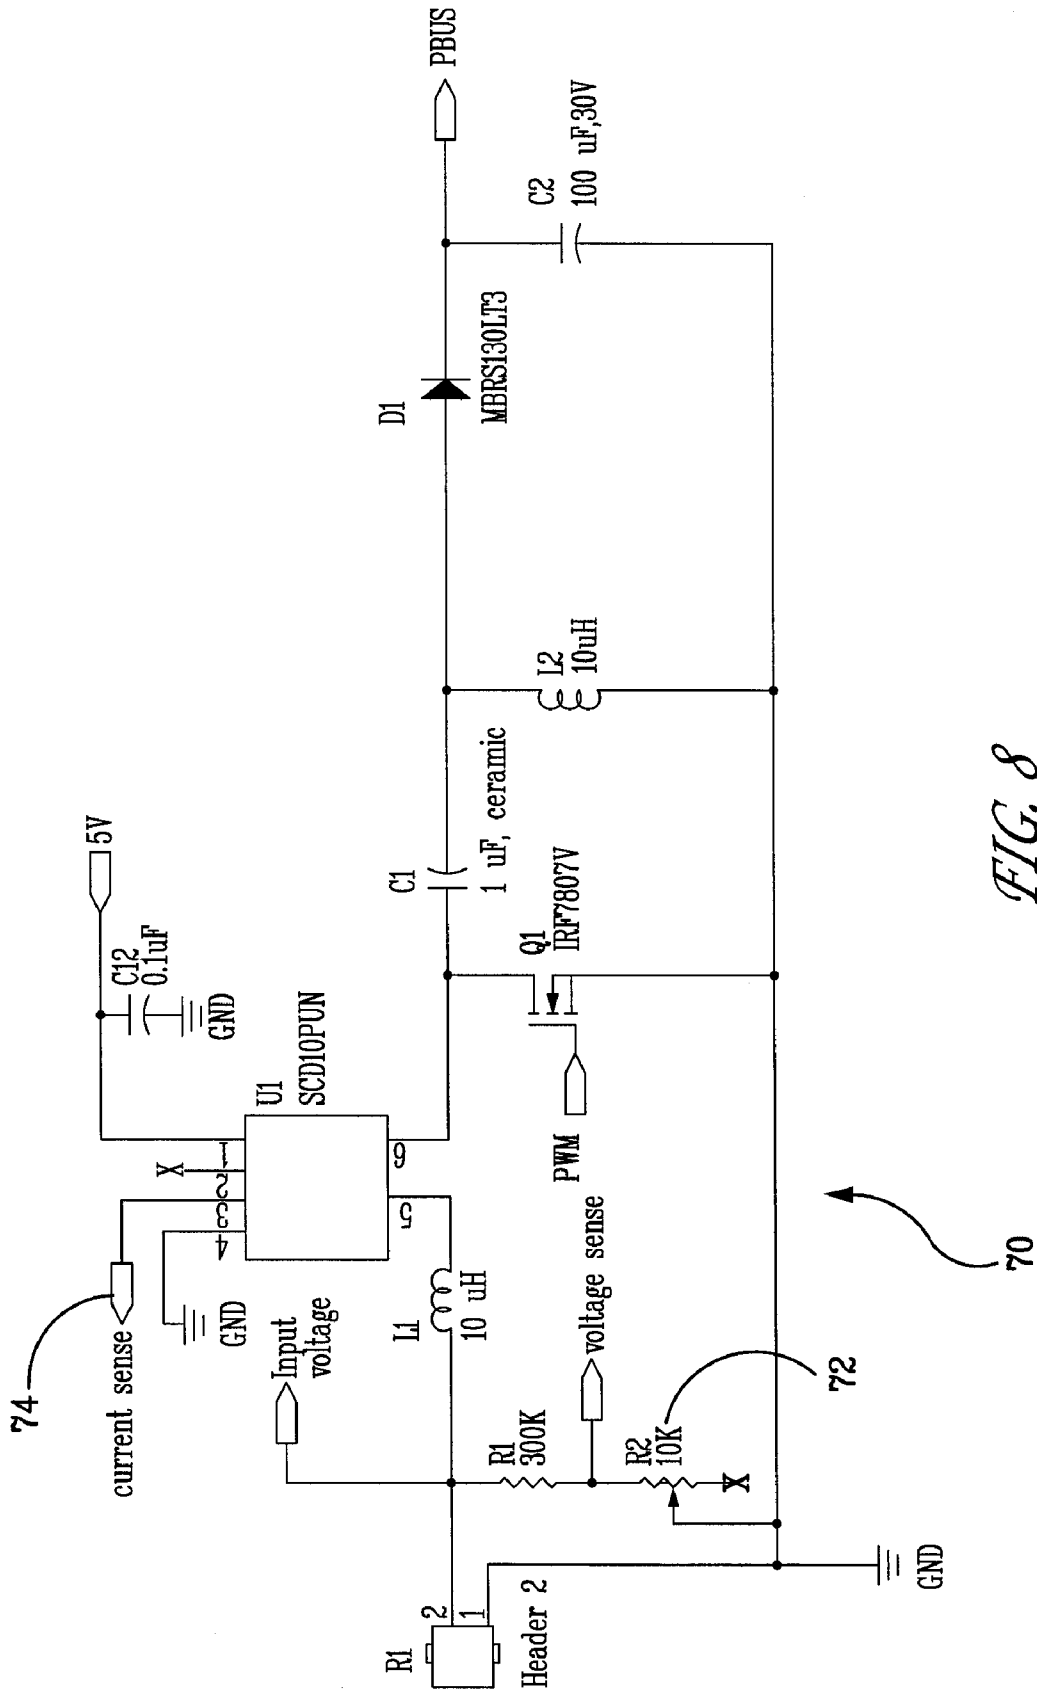 74
current sense
GND
X
4
3
2
1
5
6
U1
SCD10PUN
C12
0.1uF
GND
5V
Input
voltage
L1
10 uH
R1
Header 2
2
1
R1
300K
voltage sense
R2
10K
72
X
GND
PWM
Q1
IRF7807V
C1
1 uF, ceramic
L2
10uH
D1
MBRS130LT3
C2
100 uF,30V
PBUS
70
FIG. 8